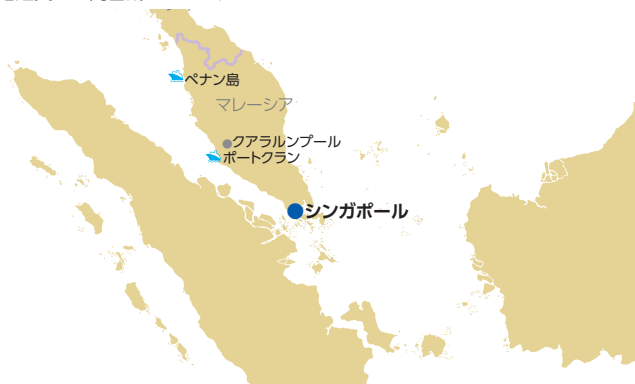 ペナン島
マレーシア
クアラルンプール
ポートクラン
シンガポール